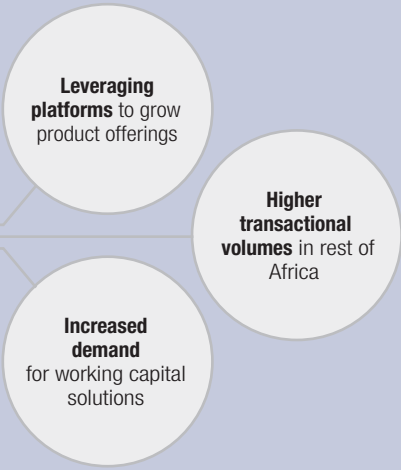 Leveraging
platforms to grow
product offerings
Higher
transactional
volumes in rest of
Africa
Increased
demand
for working capital
solutions